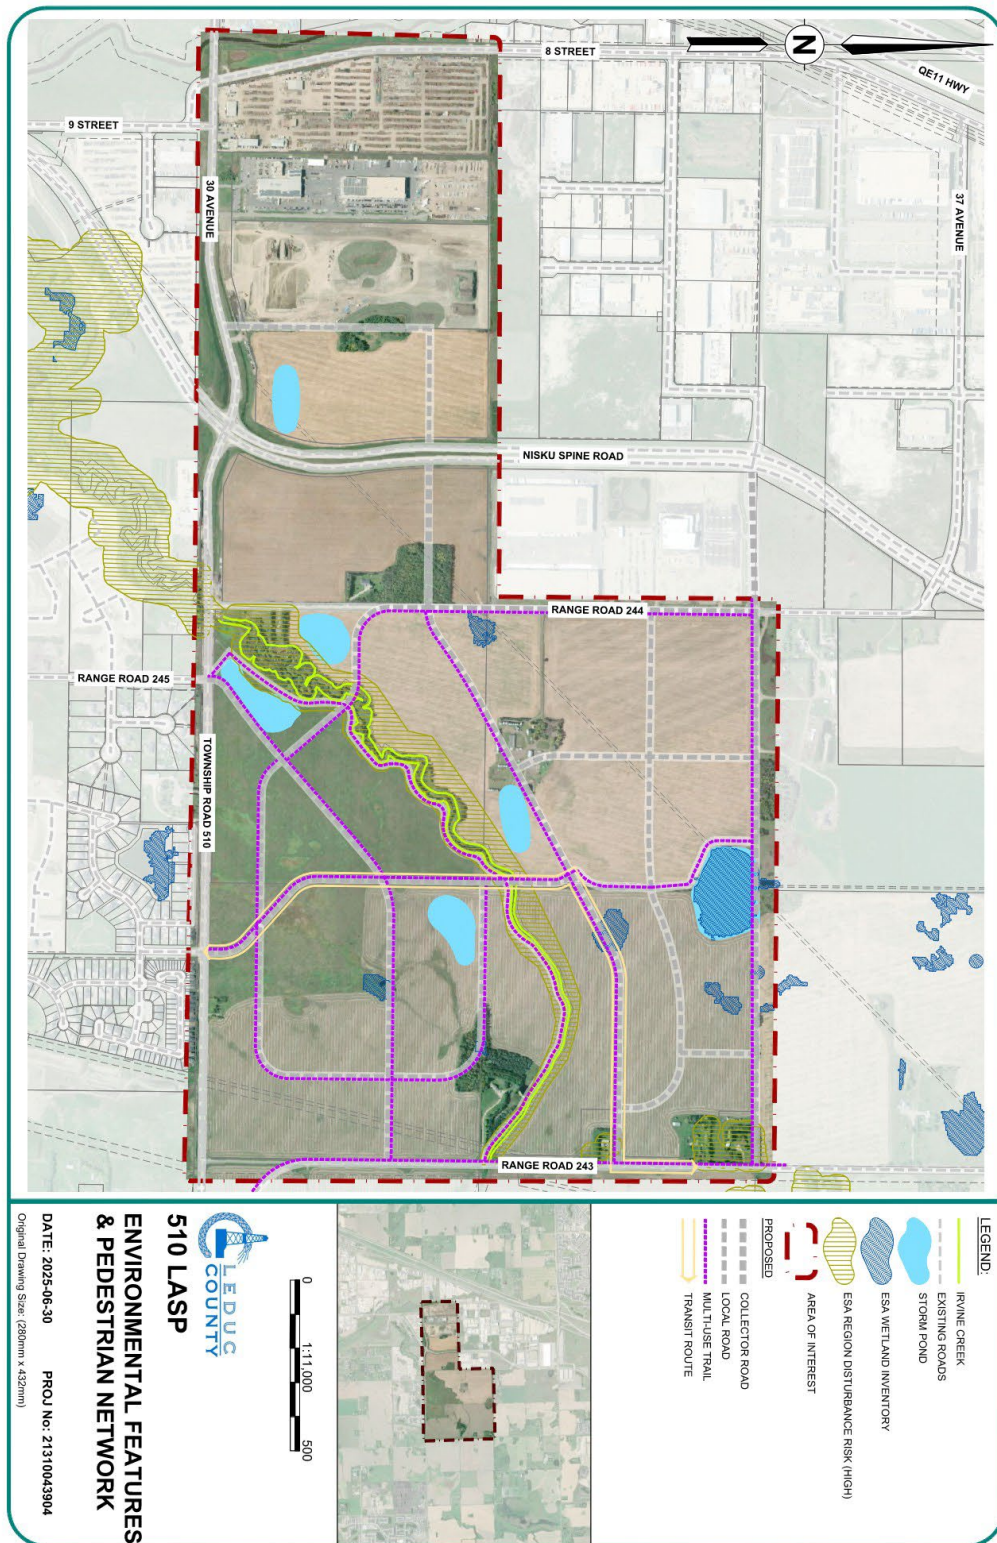 8 STREET
QE11 HWY
N
9 STREET
30 AVENUE
37 AVENUE
NISKU SPINE ROAD
RANGE ROAD 244
RANGE ROAD 245
TOWNSHIP ROAD 510
RANGE ROAD 243
LEGEND:
IRVINE CREEK
EXISTING ROADS
STORM POND
ESA WETLAND INVENTORY
ESA REGION DISTURBANCE RISK (HIGH)
AREA OF INTEREST
PROPOSED
COLLECTOR ROAD
LOCAL ROAD
MULTI-USE TRAIL
TRANSIT ROUTE
0 1:11,000 500
LEDUC
COUNTY
510 LASP
ENVIRONMENTAL FEATURES
& PEDESTRIAN NETWORK
DATE: 2025-06-30 PROJ No: 21310043904
Original Drawing Size: (280mm x 432mm)